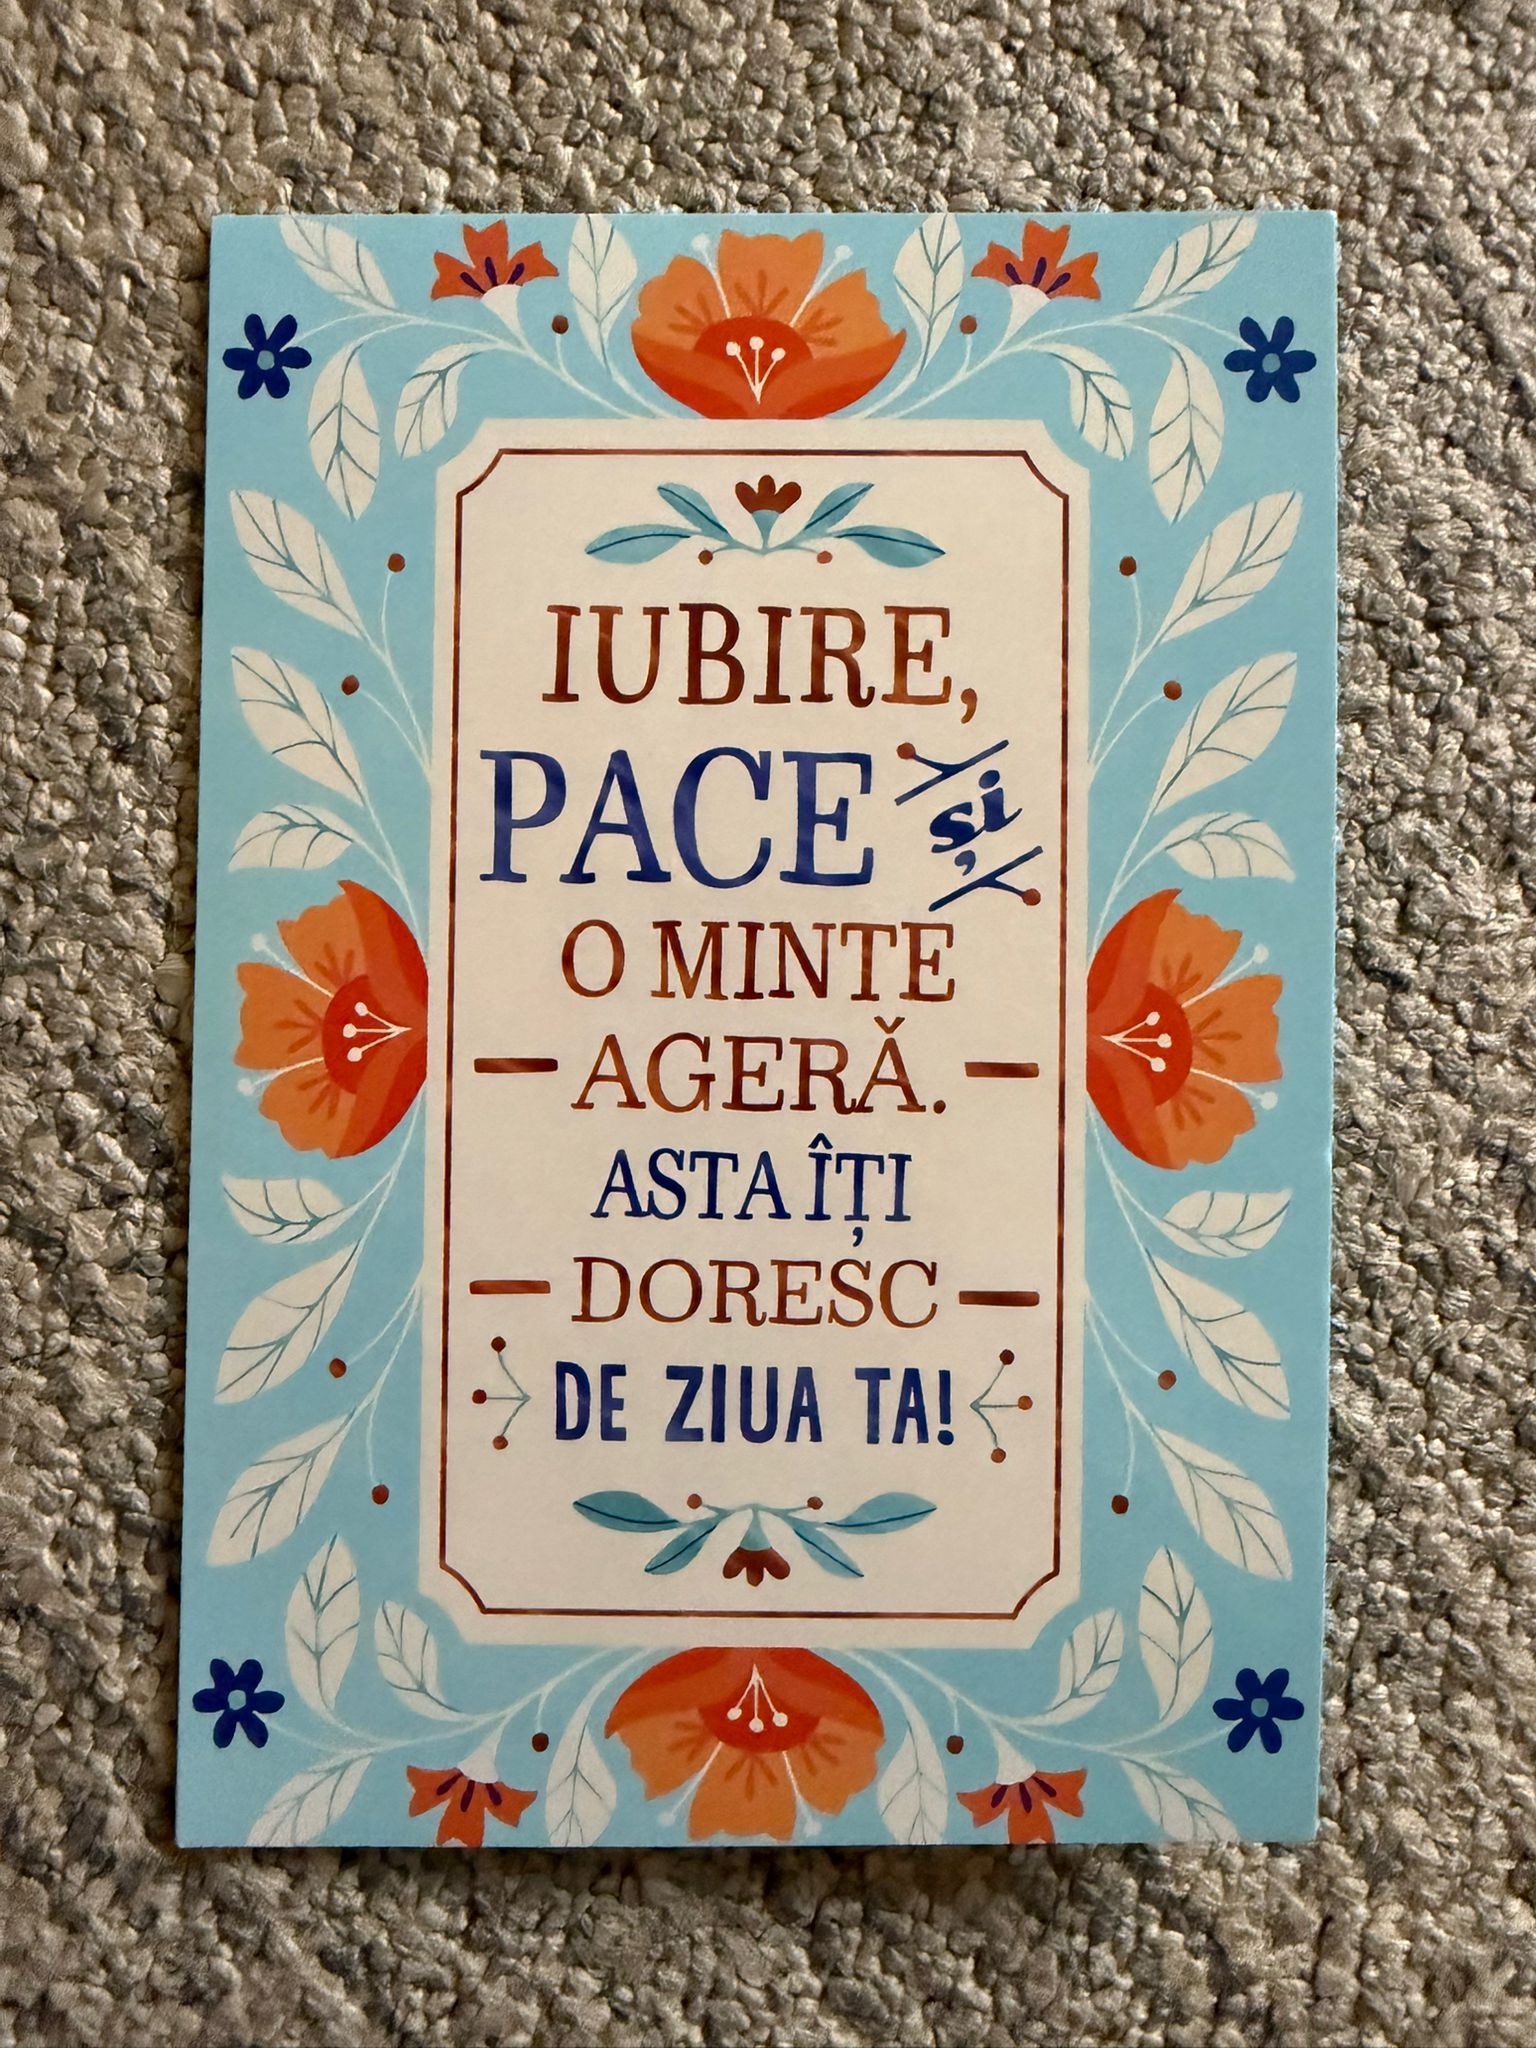 IUBIRE,
PACE și
O MINTE
AGERĂ.
ASTA ÎȚI
DORESC
DE ZIUA TA!